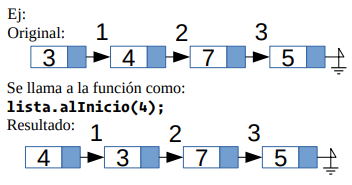 Ej:
Original:
1 2 3
3 4 7 5
Se llama a la función como:
lista.alInicio(4);
Resultado:
1 2 3
4 3 7 5